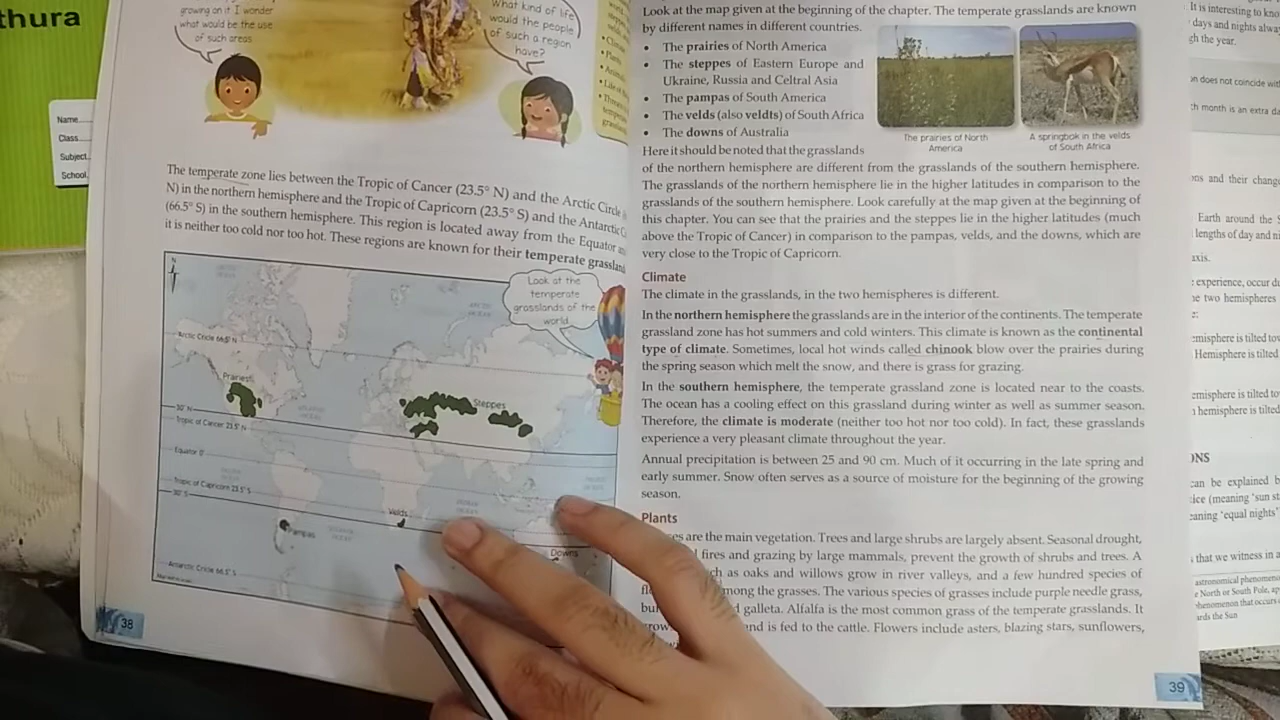 thura
Name
Class
Subject
School
growing on it I wonder
what would be the use
of such areas
What kind of life
would the people
of such a region
have?
The temperate zone lies between the Tropic of Cancer (23.5° N) and the Arctic Circle
N) in the northern hemisphere and the Tropic of Capricorn (23.5° S) and the Antarctic
(66.5° S) in the southern hemisphere. This region is located away from the Equator
it is neither too cold nor too hot. These regions are known for their temperate
N
Look at the
temperate
grasslands of the
world
Arctic Circle 66.5° N
Prairies
Steppes
30° N
Tropic of Cancer 23.5° N
Equator 0°
Tropic of Capricorn 23.5° S
30° S
Velds
Pampas
Downs
Antarctic Circle 66.5° S
38
Look at the map given at the beginning of the chapter. The temperate grasslands are known
by different names in different countries.
• The prairies of North America
• The steppes of Eastern Europe and
Ukraine, Russia and Celtral Asia
• The pampas of South America
• The velds (also veldts) of South Africa
• The downs of Australia
The prairies of North
America
A springbok in the velds
of South Africa
Here it should be noted that the grasslands
of the northern hemisphere are different from the grasslands of the southern hemisphere.
The grasslands of the northern hemisphere lie in the higher latitudes in comparison to the
grasslands of the southern hemisphere. Look carefully at the map given at the beginning of
this chapter. You can see that the prairies and the steppes lie in the higher latitudes (much
above the Tropic of Cancer) in comparison to the pampas, velds, and the downs, which are
very close to the Tropic of Capricorn.
Climate
The climate in the grasslands, in the two hemispheres is different.
In the northern hemisphere the grasslands are in the interior of the continents. The temperate
grassland zone has hot summers and cold winters. This climate is known as the continental
type of climate. Sometimes, local hot winds called chinook blow over the prairies during
the spring season which melt the snow, and there is grass for grazing.
In the southern hemisphere, the temperate grassland zone is located near to the coasts.
The ocean has a cooling effect on this grassland during winter as well as summer season.
Therefore, the climate is moderate (neither too hot nor too cold). In fact, these grasslands
experience a very pleasant climate throughout the year.
Annual precipitation is between 25 and 90 cm. Much of it occurring in the late spring and
early summer. Snow often serves as a source of moisture for the beginning of the growing
season.
Plants
es are the main vegetation. Trees and large shrubs are largely absent. Seasonal drought,
fires and grazing by large mammals, prevent the growth of shrubs and trees. A
ch as oaks and willows grow in river valleys, and a few hundred species of
mong the grasses. The various species of grasses include purple needle grass,
d galleta. Alfalfa is the most common grass of the temperate grasslands. It
and is fed to the cattle. Flowers include asters, blazing stars, sunflowers,
39
It is interesting to
days and nights
gh the year.
on does not coincide
th month is an extra
ons and their
Earth around the
lengths of day and
axis.
experience, occur
he two hemispheres
emisphere is tilted
Hemisphere is tilted
emisphere is tilted
hemisphere is tilted
ONS
can be explained
ice (meaning 'sun
eaning 'equal nights'
that we witness in
astronomical phenomen
North or South Pole,
henomenon that occurs
ards the Sun